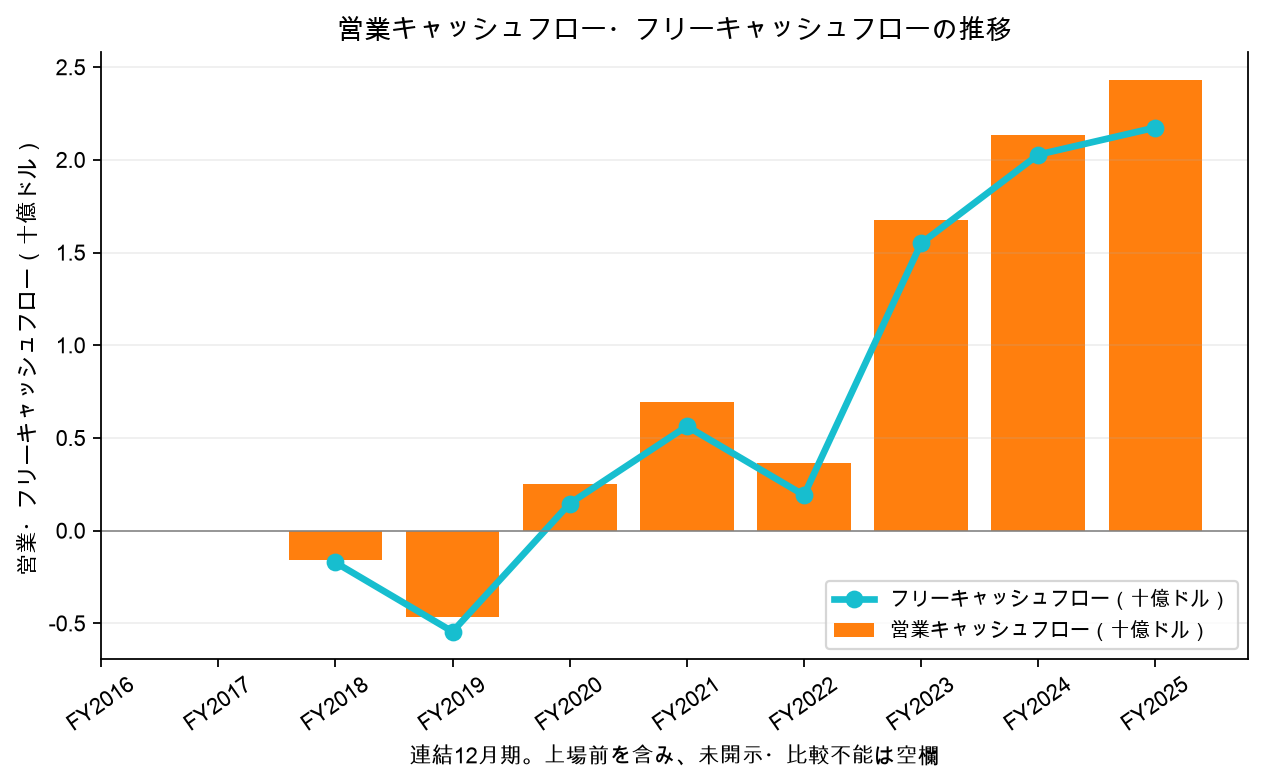 営業キャッシュフロー・フリーキャッシュフローの推移
営業・フリーキャッシュフロー(十億ドル)
2.5
2.0
1.5
1.0
0.5
0.0
-0.5
フリーキャッシュフロー(十億ドル)
営業キャッシュフロー(十億ドル)
FY2016
FY2017
FY2018
FY2019
FY2020
FY2021
FY2022
FY2023
FY2024
FY2025
連結12月期。上場前を含み、未開示・比較不能は空欄